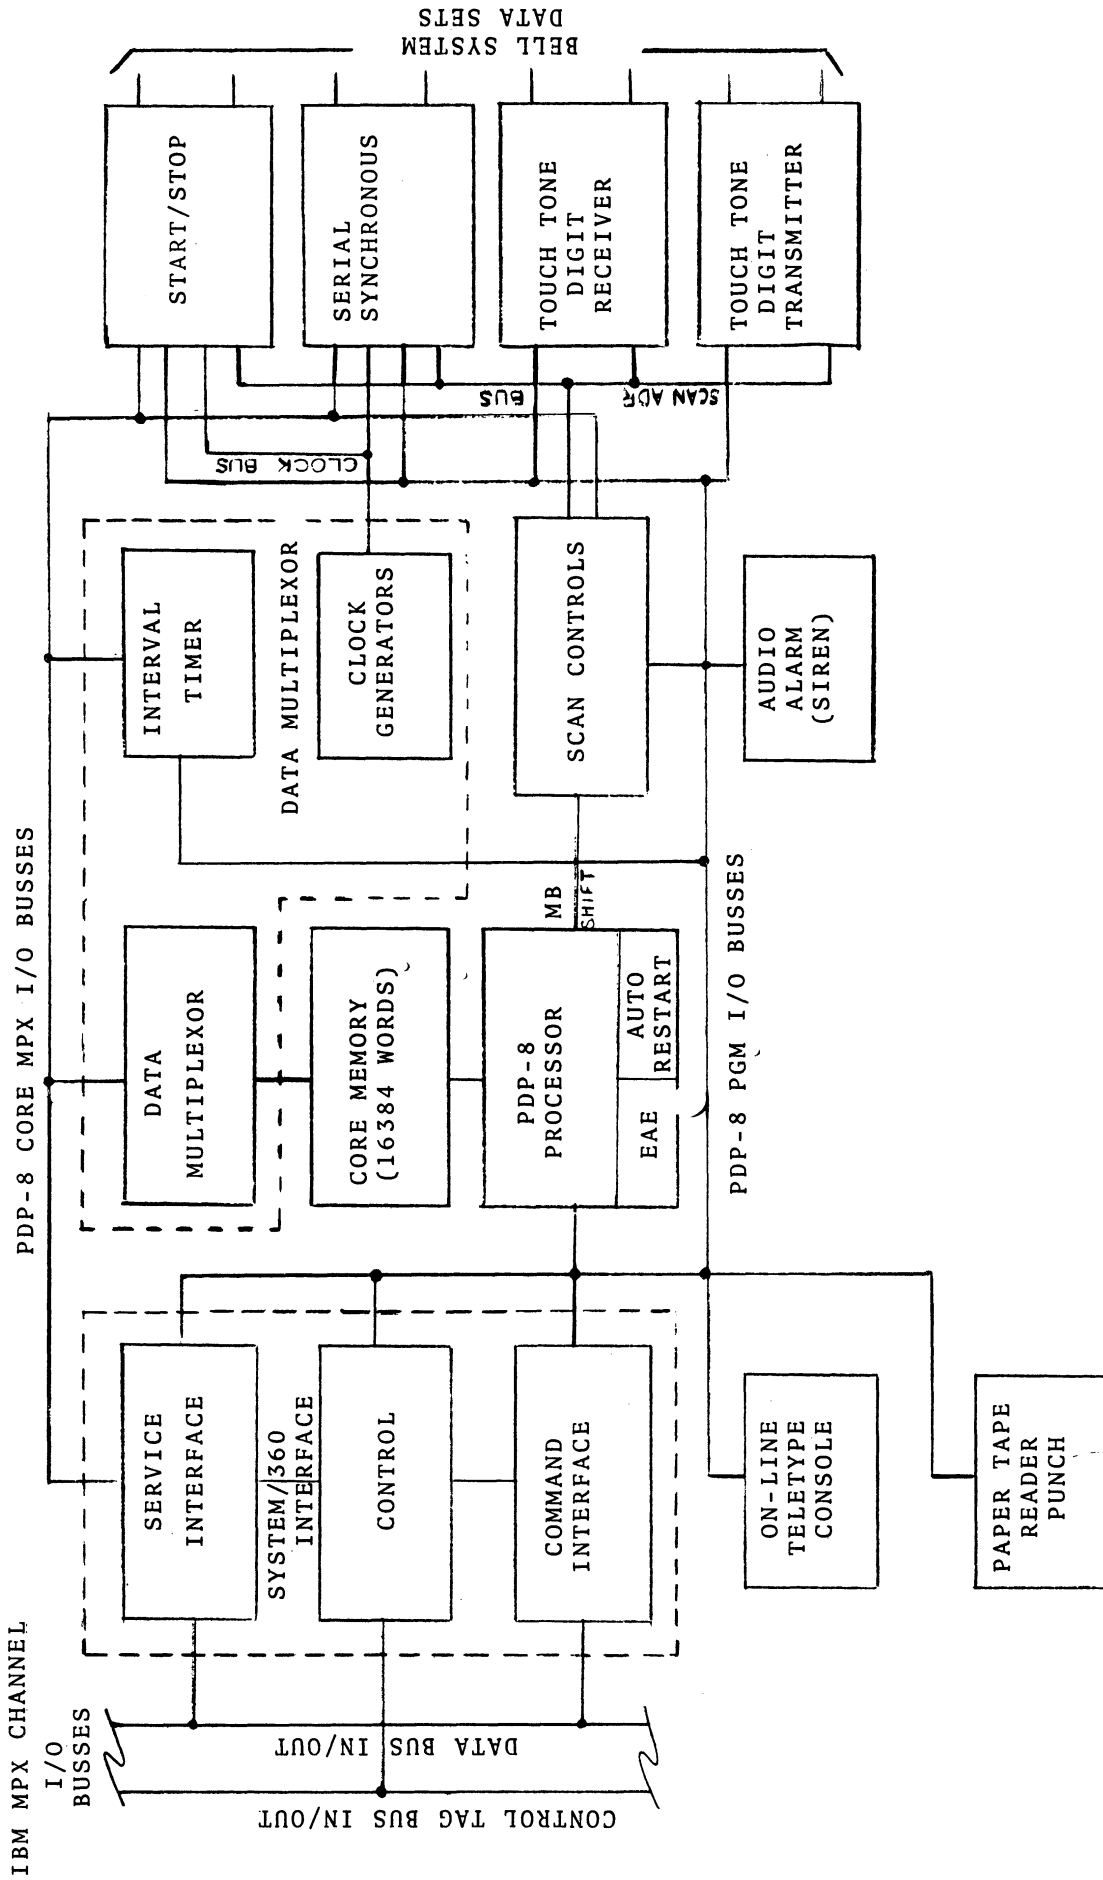 IBM MPX CHANNEL
I/O
BUSSES
CONTROL TAG BUS IN/OUT
DATA BUS IN/OUT
PDP-8 CORE MPX I/O BUSSES
SERVICE
INTERFACE
SYSTEM/360
INTERFACE
CONTROL
COMMAND
INTERFACE
ON-LINE
TELETYPE
CONSOLE
PAPER TAPE
READER
PUNCH
DATA
MULTIPLEXOR
CORE MEMORY
(16384 WORDS)
PDP-8
PROCESSOR
EAE
AUTO
RESTART
MB
SHIFT
PDP-8 PGM I/O BUSSES
INTERVAL
TIMER
DATA MULTIPLEXOR
CLOCK
GENERATORS
SCAN CONTROLS
AUDIO
ALARM
(SIREN)
CLOCK BUS
BUS
SCAN ADR
START/STOP
SERIAL
SYNCHRONOUS
TOUCH TONE
DIGIT
RECEIVER
TOUCH TONE
DIGIT
TRANSMITTER
BELL SYSTEM
DATA SETS